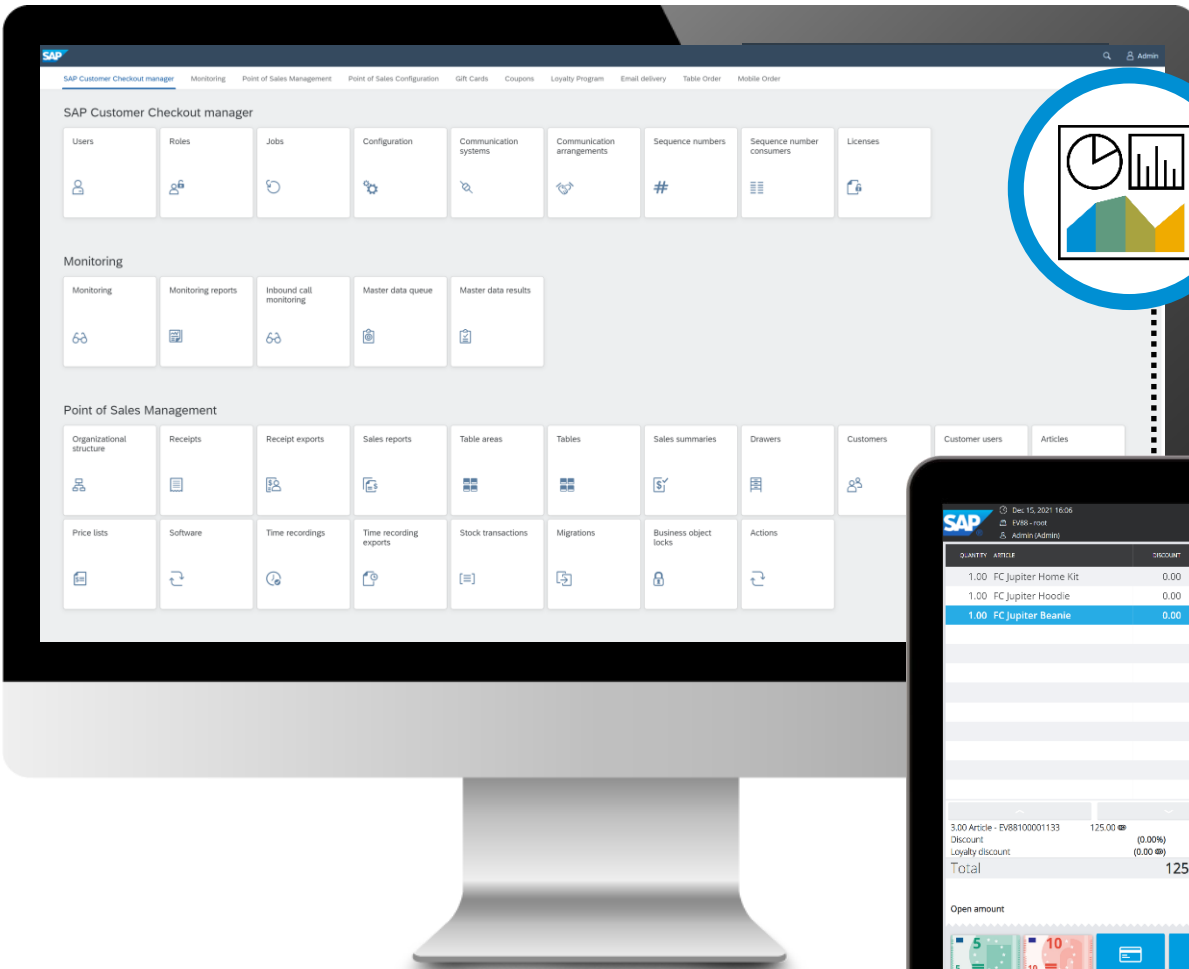 SAP
Admin
SAP Customer Checkout manager Monitoring Point of Sales Management Point of Sales Configuration Gift Cards Coupons Loyalty Program Email delivery Table Order Mobile Order
SAP Customer Checkout manager
Users Roles Jobs Configuration Communication systems Communication arrangements Sequence numbers Sequence number consumers Licenses
Monitoring
Monitoring Monitoring reports Inbound call monitoring Master data queue Master data results
Point of Sales Management
Organizational structure Receipts Receipt exports Sales reports Table areas Tables Sales summaries Drawers Customers Customer users Articles
Price lists Software Time recordings Time recording exports Stock transactions Migrations Business object locks Actions
SAP
Dec 15, 2021 16:06
EV88 - root
Admin (Admin)
QUANTITY ARTICLE DISCOUNT
1.00 FC Jupiter Home Kit 0.00
1.00 FC Jupiter Hoodie 0.00
1.00 FC Jupiter Beanie 0.00
3.00 Article - EV88100001133 125.00
Discount (0.00%)
Loyalty discount (0.00)
Total 125
Open amount
5 10
5 10